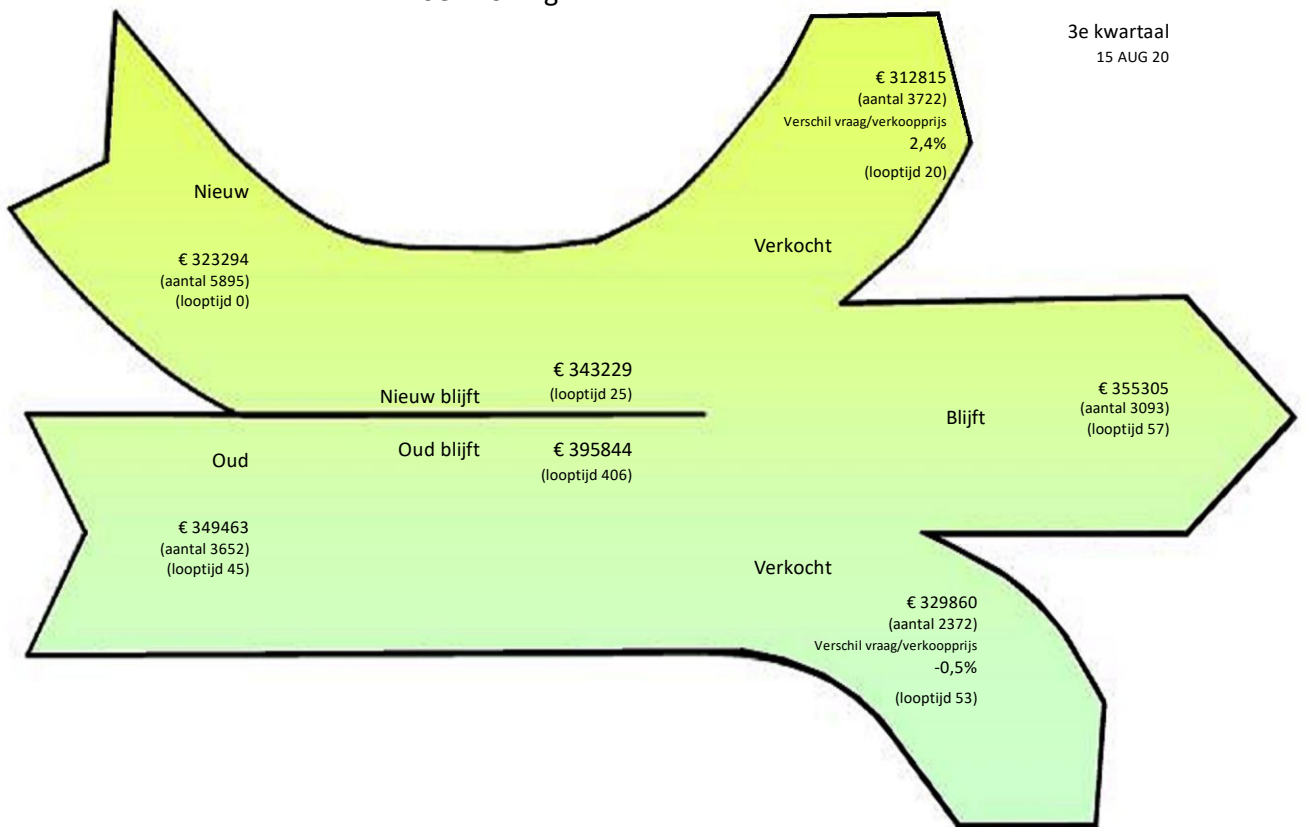 3e kwartaal
15 AUG 20
€ 312815
(aantal 3722)
Verschil vraag/verkoopprijs
2,4%
(looptijd 20)
Nieuw
Verkocht
€ 323294
(aantal 5895)
(looptijd 0)
€ 343229
Nieuw blijft
(looptijd 25)
€ 355305
(aantal 3093)
(looptijd 57)
Blijft
Oud blijft
€ 395844
(looptijd 406)
Oud
€ 349463
(aantal 3652)
(looptijd 45)
Verkocht
€ 329860
(aantal 2372)
Verschil vraag/verkoopprijs
-0,5%
(looptijd 53)